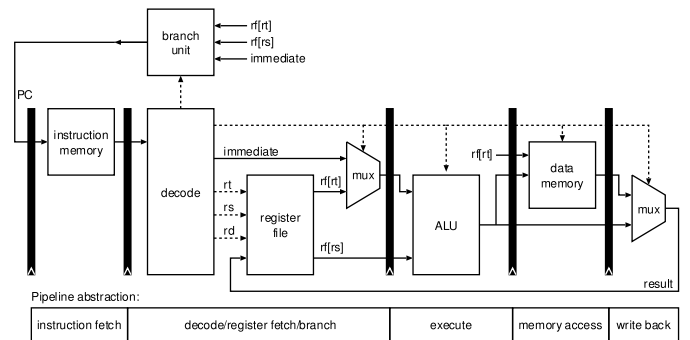 branch
unit
rf[rt]
rf[rs]
immediate
PC
instruction
memory
decode
immediate
rt
rs
rd
register
file
rf[rt]
rf[rs]
mux
ALU
rf[rt]
data
memory
mux
result
Pipeline abstraction:
instruction fetch
decode/register fetch/branch
execute
memory access
write back